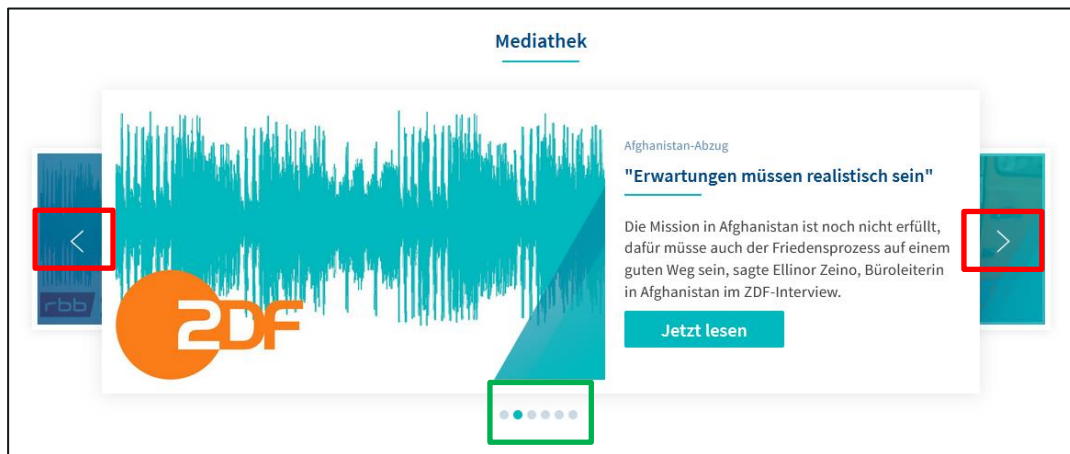 Mediathek
Afghanistan-Abzug
"Erwartungen müssen realistisch sein"
Die Mission in Afghanistan ist noch nicht erfüllt,
dafür müsse auch der Friedensprozess auf einem
guten Weg sein, sagte Ellinor Zeino, Büroleiterin
in Afghanistan im ZDF-Interview.
Jetzt lesen
rbb
ZDF